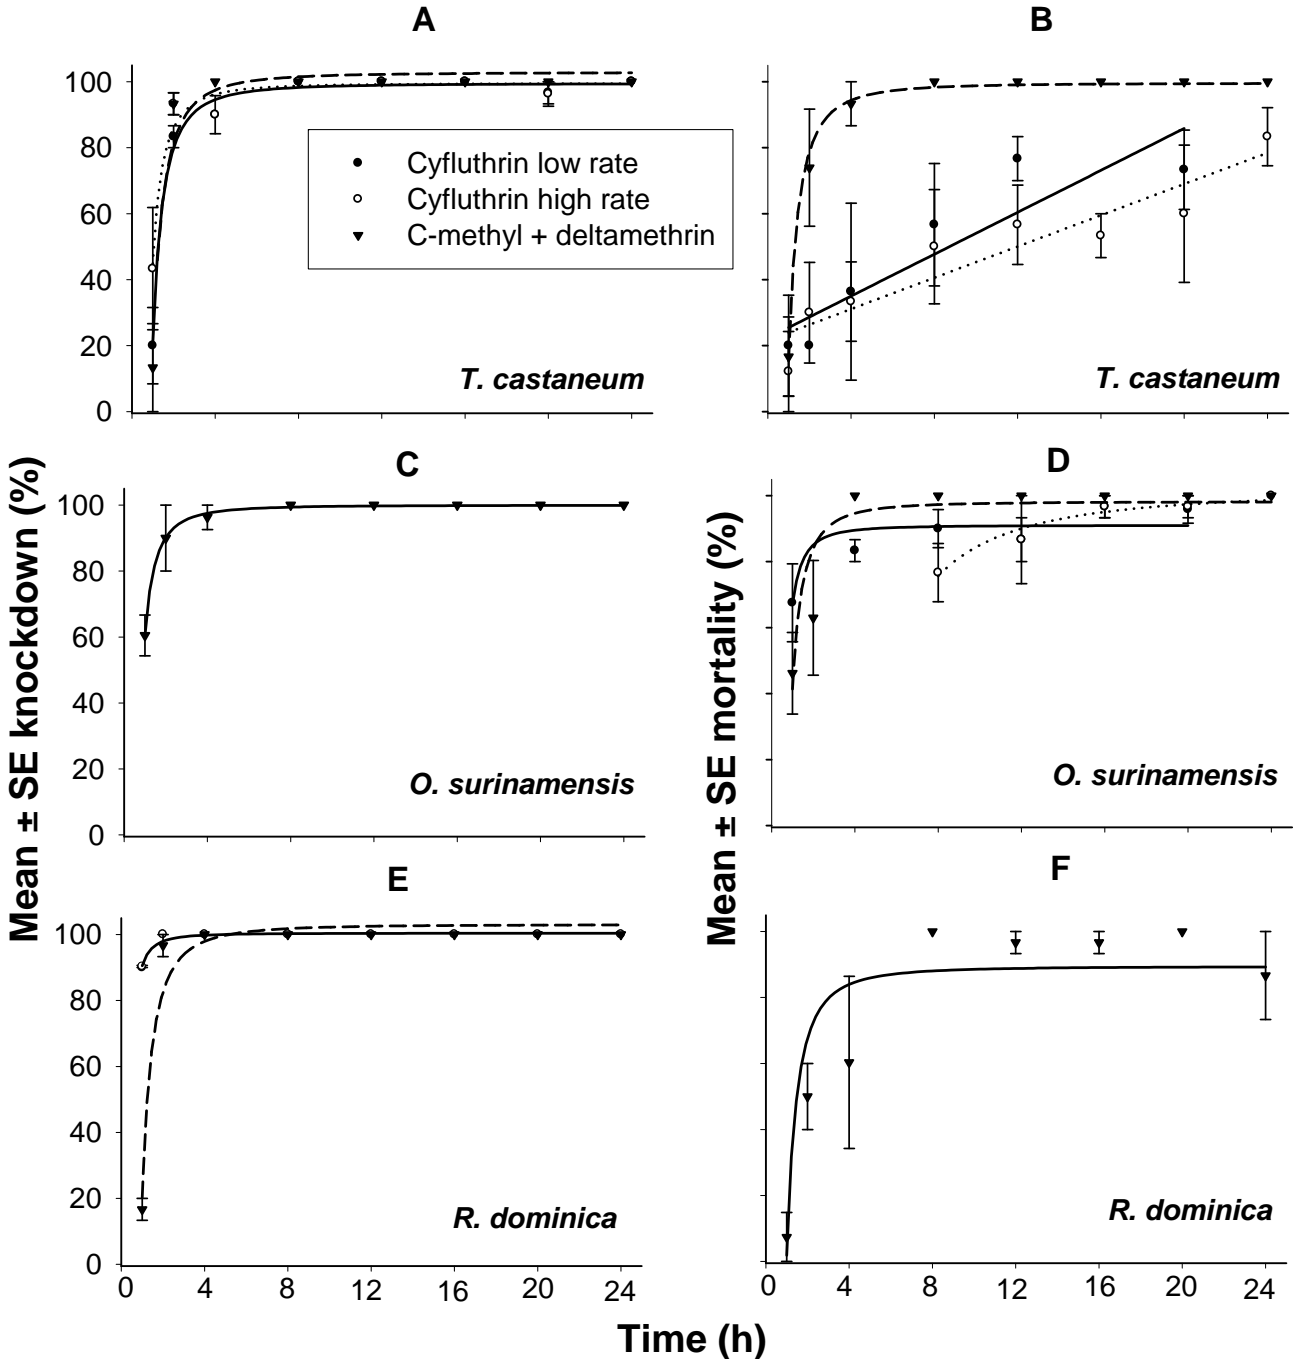 A
B
100
80
60
40
20
0
Cyfluthrin low rate
Cyfluthrin high rate
C-methyl + deltamethrin
T. castaneum
T. castaneum
C
D
100
80
60
40
20
0
O. surinamensis
O. surinamensis
Mean ± SE knockdown (%)
Mean ± SE mortality (%)
E
F
100
80
60
40
20
0
R. dominica
R. dominica
0 4 8 12 16 20 24
0 4 8 12 16 20 24
Time (h)